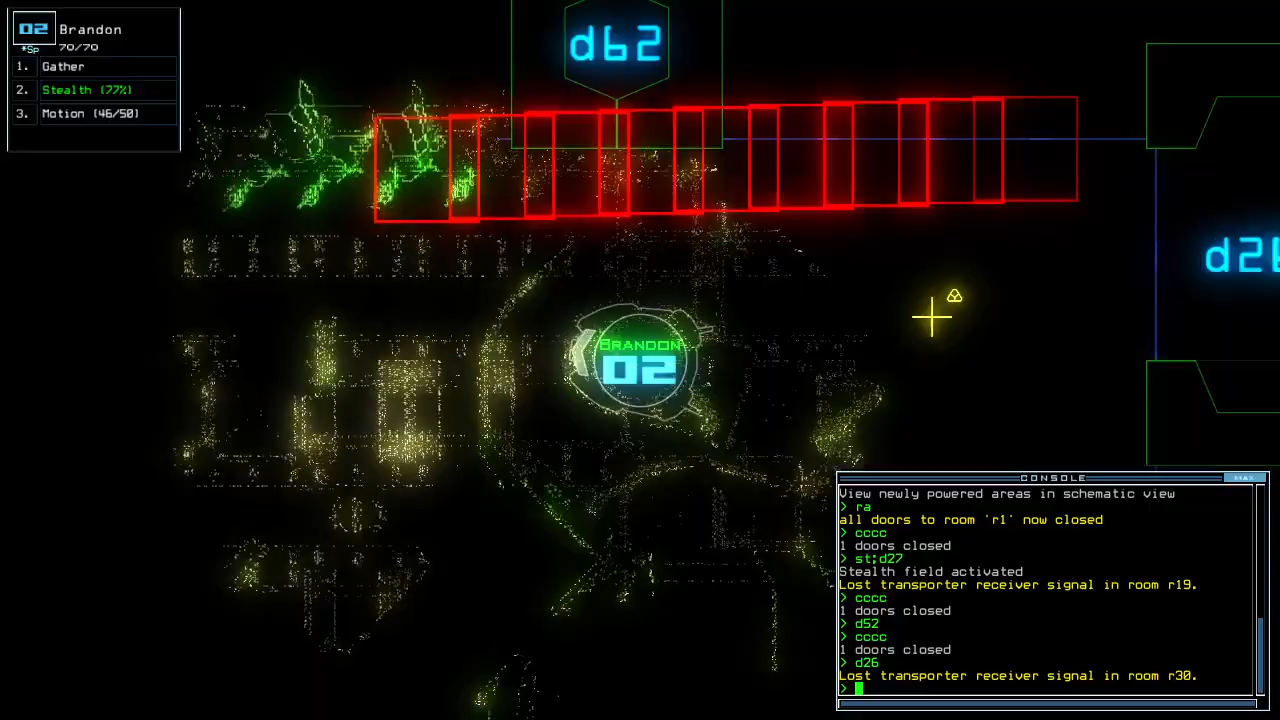 02 Brandon
*Sp 70/70
1. Gather
2. Stealth (77%)
3. Motion (46/50)
d62
BRANDON
02
CONSOLE
MAX
View newly powered areas in schematic view
> ra
all doors to room 'r1' now closed
> cccc
1 doors closed
> st;d27
Stealth field activated
Lost transporter receiver signal in room r19.
> cccc
1 doors closed
> d52
> cccc
1 doors closed
> d26
Lost transporter receiver signal in room r30.
>